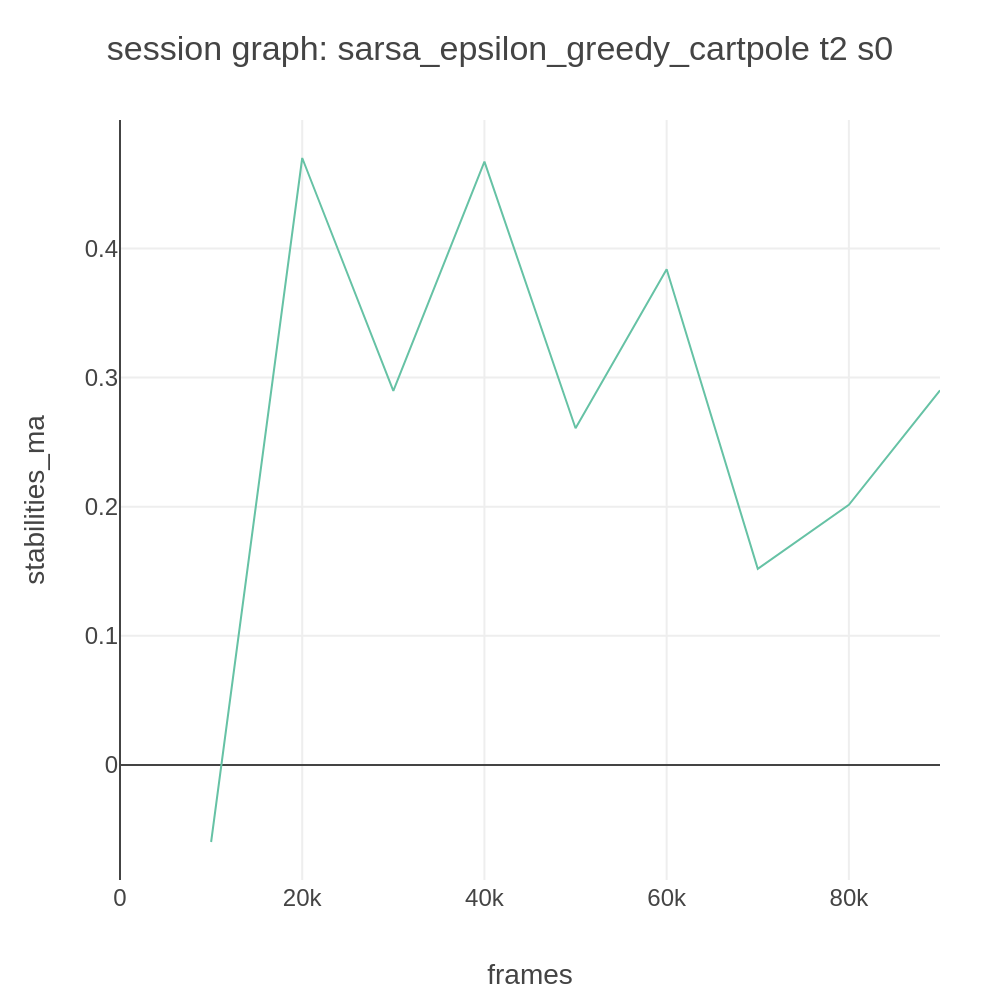 session graph: sarsa_epsilon_greedy_cartpole t2 s0
stabilities_ma
0.4
0.3
0.2
0.1
0
0
20k
40k
60k
80k
frames